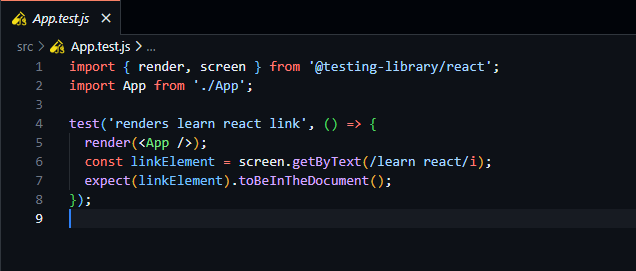 App.test.js ×
src > App.test.js > ...
1 import { render, screen } from '@testing-library/react';
2 import App from './App';
3
4 test('renders learn react link', () => {
5   render(<App />);
6   const linkElement = screen.getByText(/learn react/i);
7   expect(linkElement).toBeInTheDocument();
8 });
9